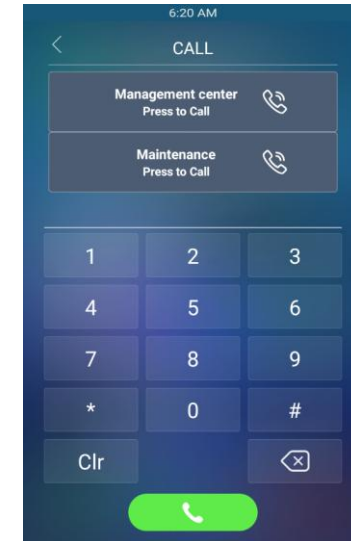 6:20 AM
CALL
Management center
Press to Call
Maintenance
Press to Call
1 2 3
4 5 6
7 8 9
* 0 #
Clr